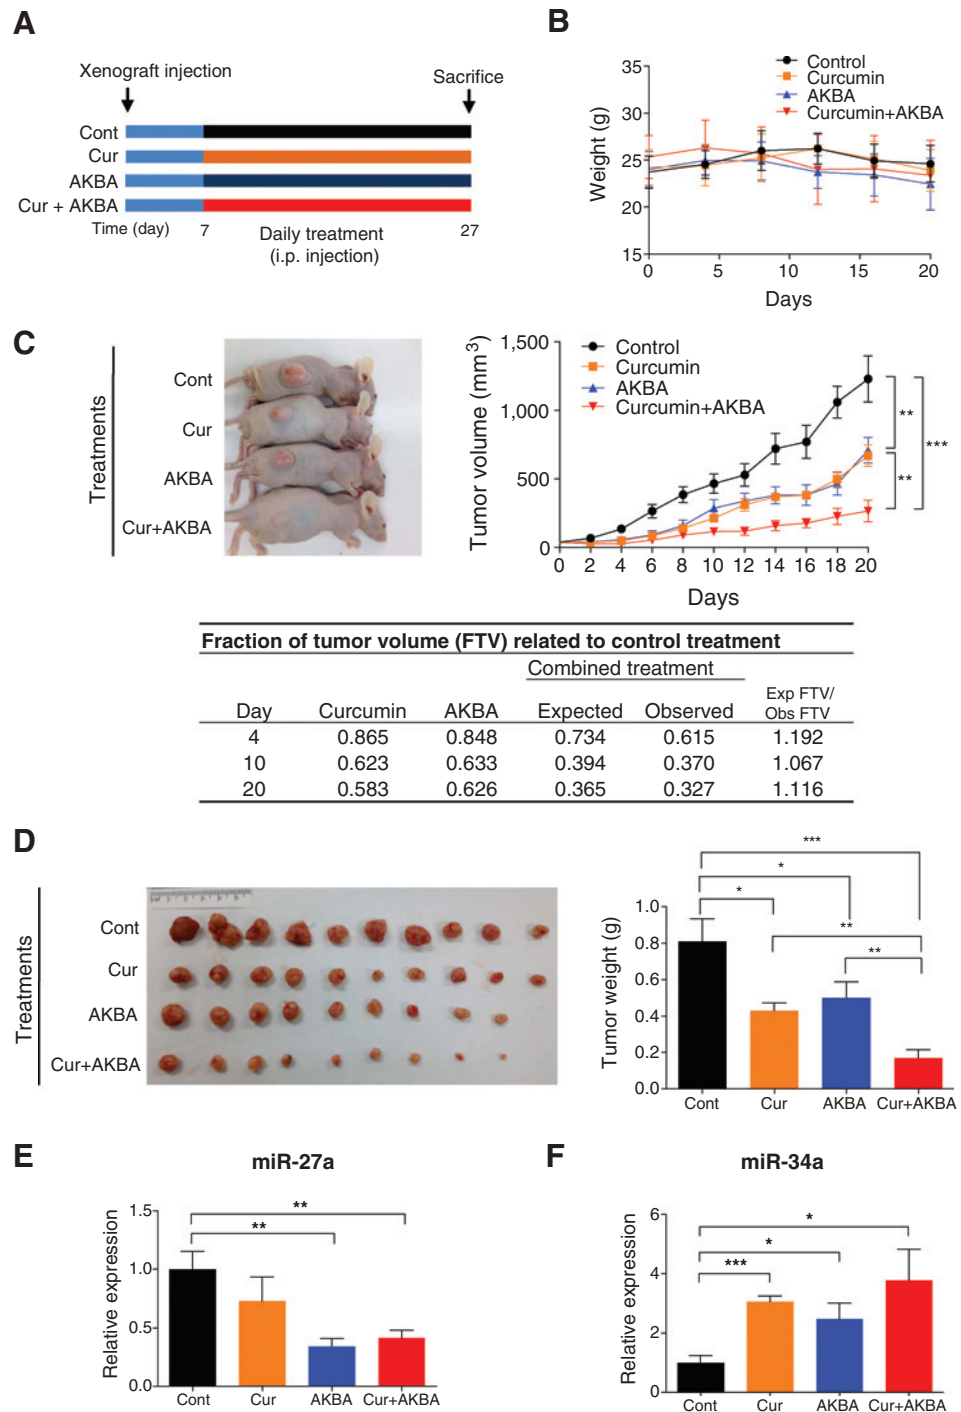 A
Xenograft injection
Sacrifice
Cont
Cur
AKBA
Cur + AKBA
Time (day)
7
Daily treatment
(i.p. injection)
27
B
Control
Curcumin
AKBA
Curcumin+AKBA
Weight (g)
35
30
25
20
15
0 5 10 15 20
Days
C
Treatments
Cont
Cur
AKBA
Cur+AKBA
Tumor volume (mm3)
Control
Curcumin
AKBA
Curcumin+AKBA
1,500
1,000
500
0
**
***
**
0 2 4 6 8 10 12 14 16 18 20
Days
Fraction of tumor volume (FTV) related to control treatment
Combined treatment
Day Curcumin AKBA Expected Observed Exp FTV/
Obs FTV
4 0.865 0.848 0.734 0.615 1.192
10 0.623 0.633 0.394 0.370 1.067
20 0.583 0.626 0.365 0.327 1.116
D
Treatments
Cont
Cur
AKBA
Cur+AKBA
Tumor weight (g)
***
*
*
**
**
1.0
0.8
0.6
0.4
0.2
0.0
Cont Cur AKBA Cur+AKBA
E
miR-27a
Relative expression
**
**
1.5
1.0
0.5
0.0
Cont Cur AKBA Cur+AKBA
F
miR-34a
Relative expression
*
*
***
6
4
2
0
Cont Cur AKBA Cur+AKBA